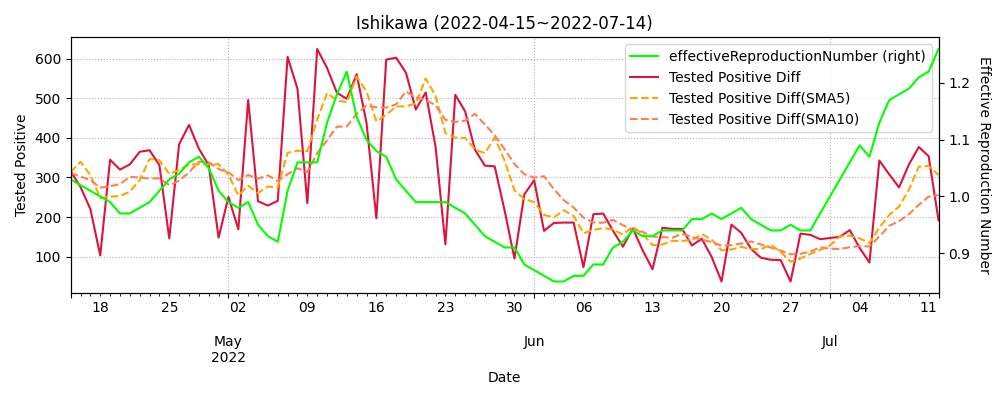 Ishikawa (2022-04-15~2022-07-14)
effectiveReproductionNumber (right)
Tested Positive Diff
Tested Positive Diff(SMA5)
Tested Positive Diff(SMA10)
Tested Positive
600
500
400
300
200
100
1.2
1.1
1.0
0.9
Effective Reproduction Number
18 25 02 09 16 23 30 06 13 20 27 04 11
May Jun Jul
2022
Date